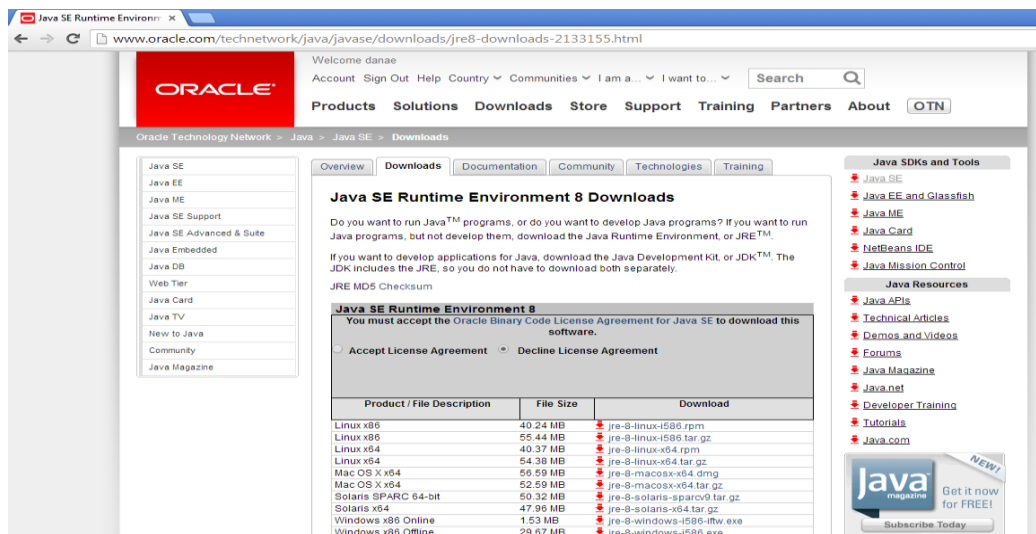 Java SE Runtime Environm
www.oracle.com/technetwork/java/javase/downloads/jre8-downloads-2133155.html
ORACLE
Welcome danae
Account Sign Out Help Country Communities I am a... I want to... Search
Products Solutions Downloads Store Support Training Partners About OTN
Oracle Technology Network > Java > Java SE > Downloads
Java SE
Java EE
Java ME
Java SE Support
Java SE Advanced & Suite
Java Embedded
Java DB
Web Tier
Java Card
Java TV
New to Java
Community
Java Magazine
Overview Downloads Documentation Community Technologies Training
Java SE Runtime Environment 8 Downloads
Do you want to run Java™ programs, or do you want to develop Java programs? If you want to run
Java programs, but not develop them, download the Java Runtime Environment, or JRE™.
If you want to develop applications for Java, download the Java Development Kit, or JDK™. The
JDK includes the JRE, so you do not have to download both separately.
JRE MD5 Checksum
Java SE Runtime Environment 8
You must accept the Oracle Binary Code License Agreement for Java SE to download this
software.
Accept License Agreement Decline License Agreement
Product / File Description File Size Download
Linux x86 40.24 MB jre-8-linux-i586.rpm
Linux x86 55.44 MB jre-8-linux-i586.tar.gz
Linux x64 40.37 MB jre-8-linux-x64.rpm
Linux x64 54.38 MB jre-8-linux-x64.tar.gz
Mac OS X x64 56.59 MB jre-8-macosx-x64.dmg
Mac OS X x64 52.59 MB jre-8-macosx-x64.tar.gz
Solaris SPARC 64-bit 50.32 MB jre-8-solaris-sparcv9.tar.gz
Solaris x64 47.96 MB jre-8-solaris-x64.tar.gz
Windows x86 Online 1.53 MB jre-8-windows-i586-iftw.exe
Windows x86 Offline 29.67 MB jre-8-windows-i586.exe
Java SDKs and Tools
Java SE
Java EE and Glassfish
Java ME
Java Card
NetBeans IDE
Java Mission Control
Java Resources
Java APIs
Technical Articles
Demos and Videos
Forums
Java Magazine
Java.net
Developer Training
Tutorials
Java.com
NEW!
Java
magazine
Get it now
for FREE!
Subscribe Today